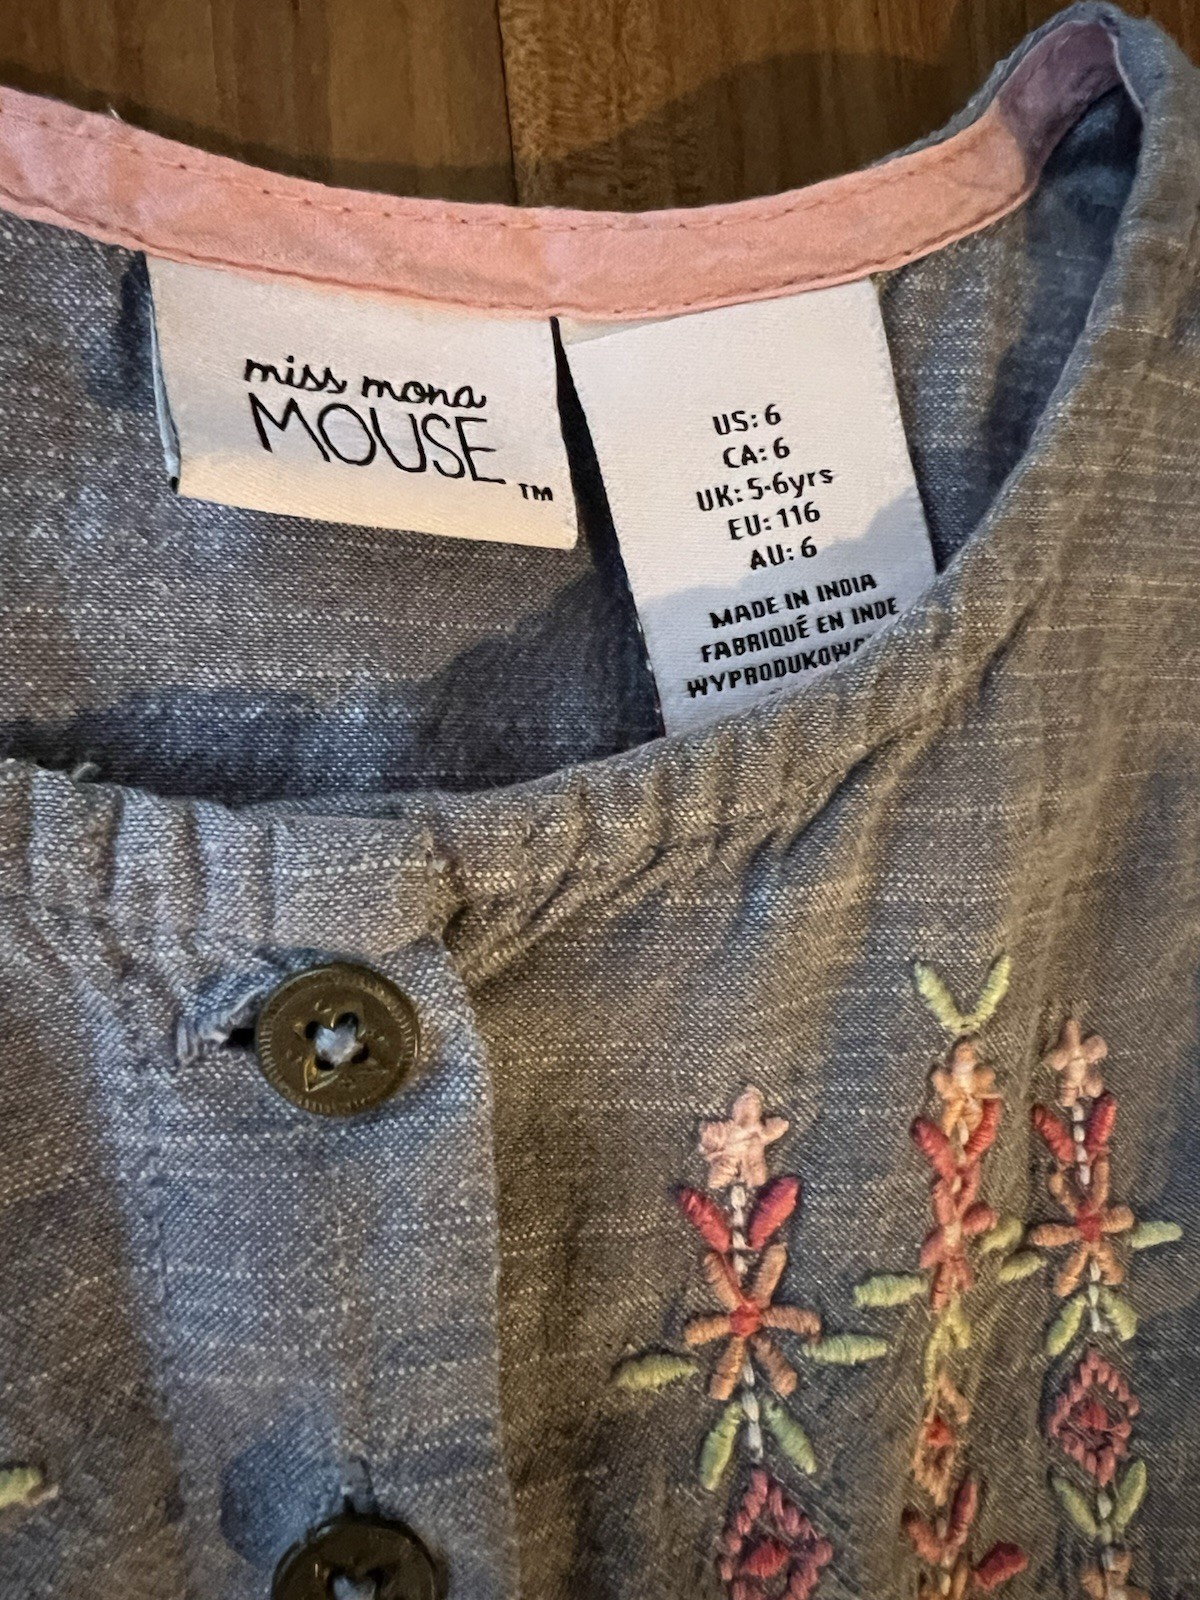 miss mona
MOUSE
TM
US: 6
CA: 6
UK: 5-6yrs
EU: 116
AU: 6
MADE IN INDIA
FABRIQUÉ EN INDE